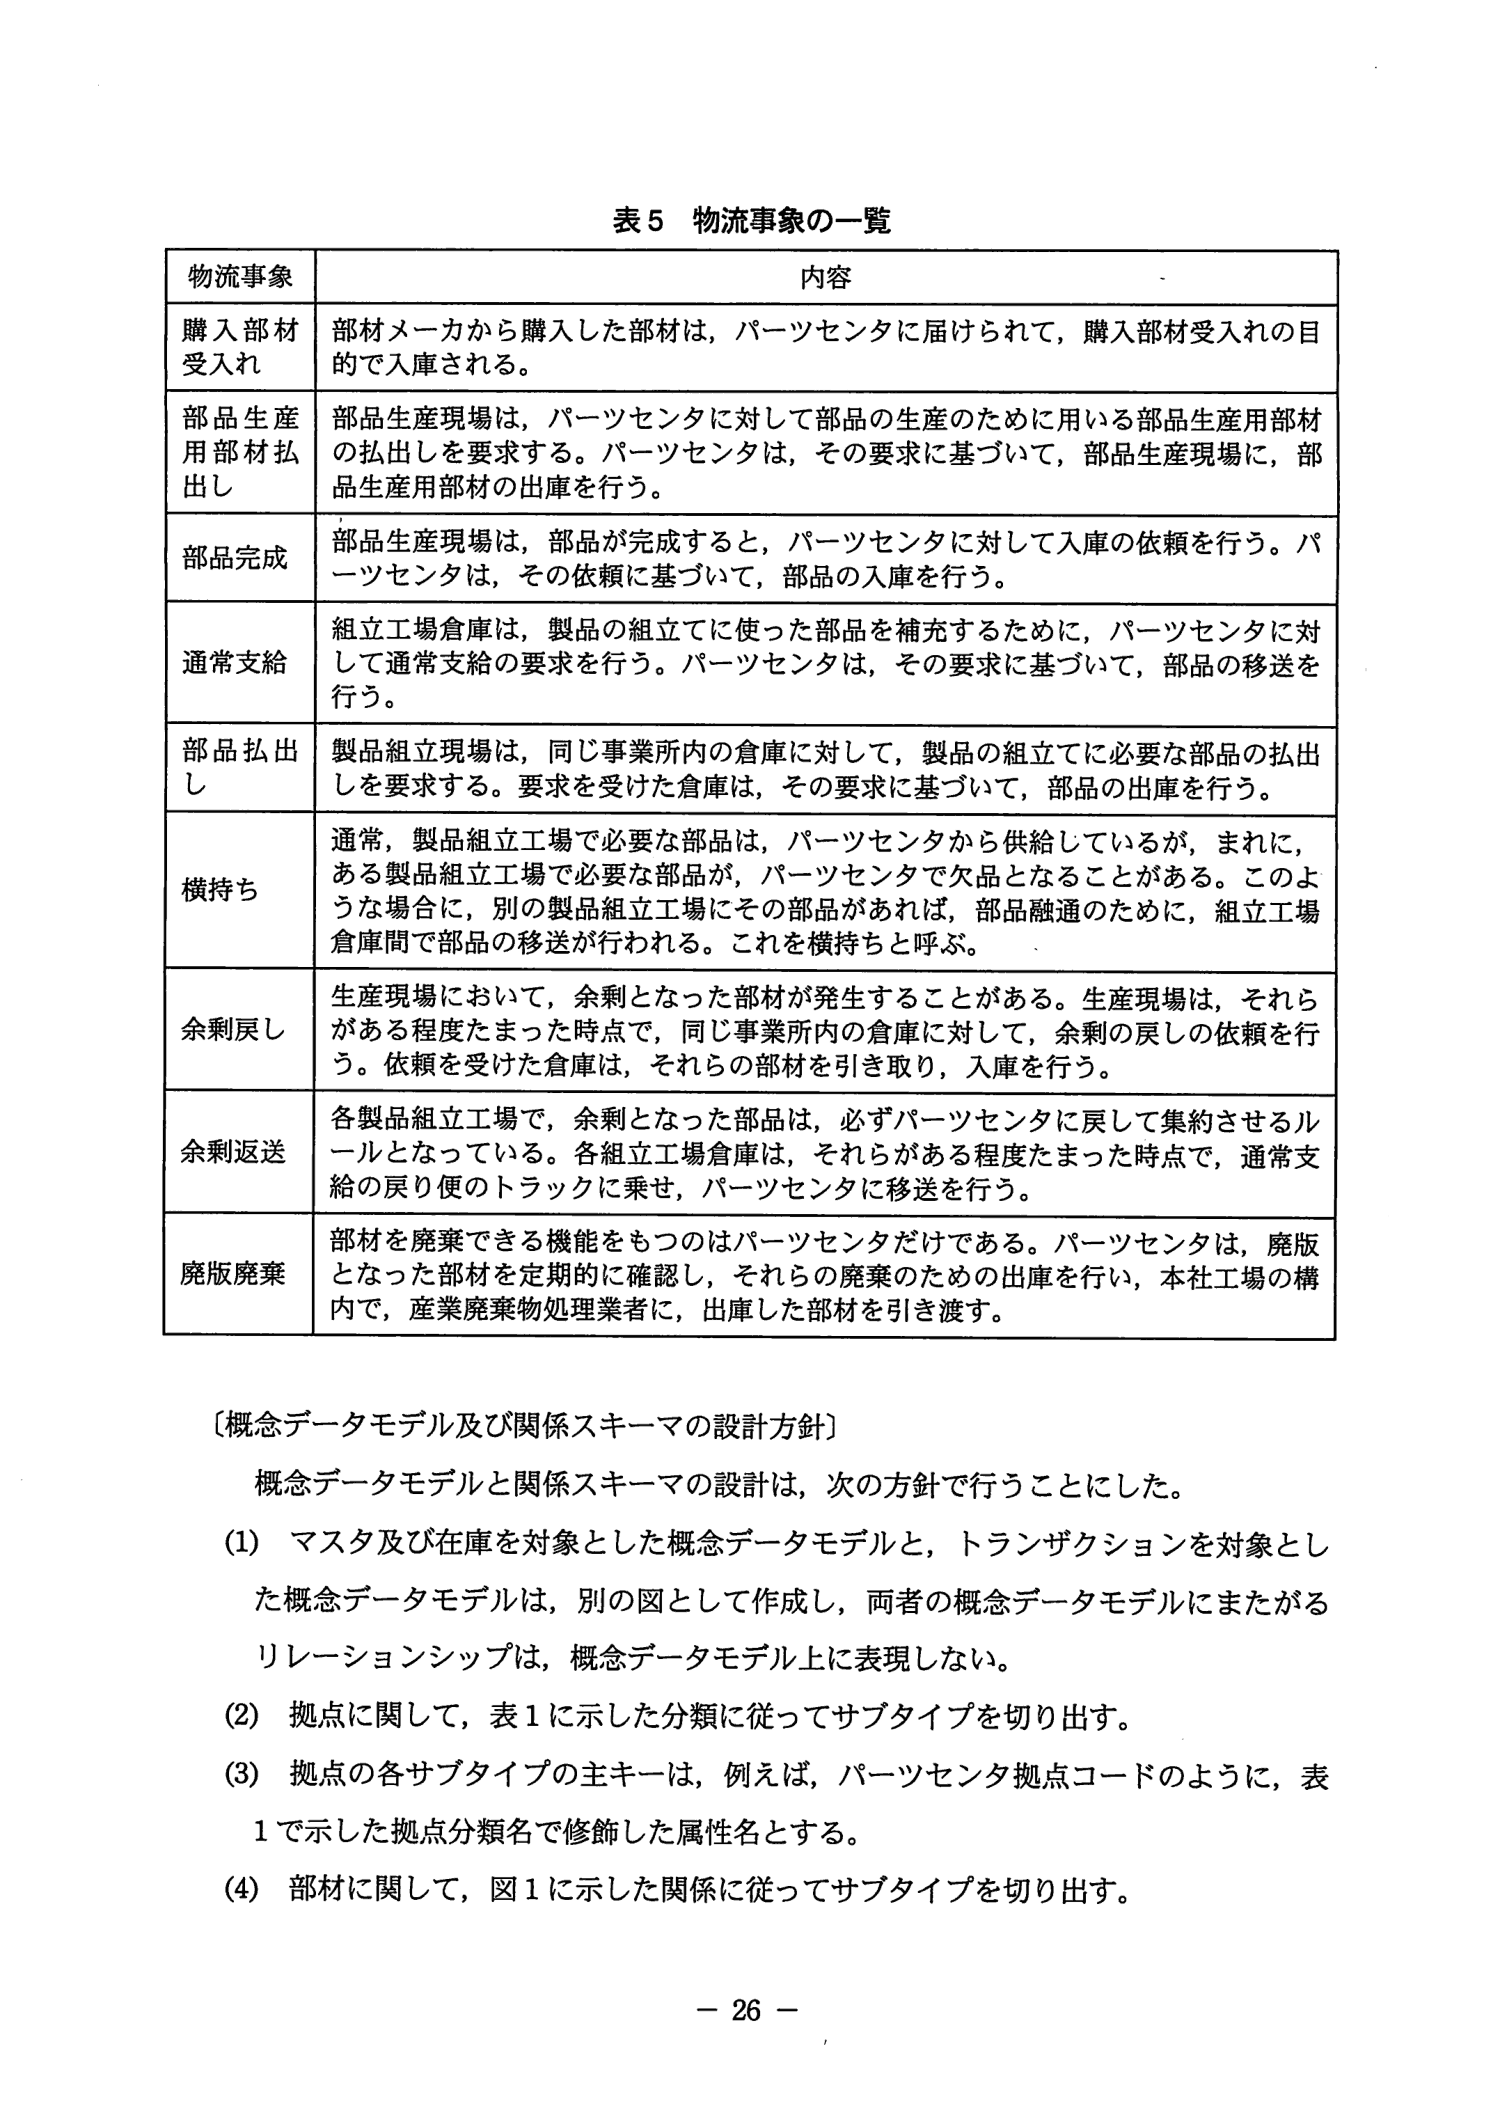 表5 物流事象の一覧
物流事象
内容
購入部材
受入れ
部材メーカから購入した部材は，パーツセンタに届けられて，購入部材受入れの目
的で入庫される。
部品生産
用部材払
出し
部品生産現場は，パーツセンタに対して部品の生産のために用いる部品生産用部材
の払出しを要求する。パーツセンタは，その要求に基づいて，部品生産現場に，部
品生産用部材の出庫を行う。
部品完成
部品生産現場は，部品が完成すると，パーツセンタに対して入庫の依頼を行う。パ
ーツセンタは，その依頼に基づいて，部品の入庫を行う。
通常支給
組立工場倉庫は，製品の組立てに使った部品を補充するために，パーツセンタに対
して通常支給の要求を行う。パーツセンタは，その要求に基づいて，部品の移送を
行う。
部品払出
し
製品組立現場は，同じ事業所内の倉庫に対して，製品の組立てに必要な部品の払出
しを要求する。要求を受けた倉庫は，その要求に基づいて，部品の出庫を行う。
横持ち
通常，製品組立工場で必要な部品は，パーツセンタから供給しているが，まれに，
ある製品組立工場で必要な部品が，パーツセンタで欠品となることがある。このよ
うな場合に，別の製品組立工場にその部品があれば，部品融通のために，組立工場
倉庫間で部品の移送が行われる。これを横持ちと呼ぶ。
余剰戻し
生産現場において，余剰となった部材が発生することがある。生産現場は，それら
がある程度たまった時点で，同じ事業所内の倉庫に対して，余剰の戻しの依頼を行
う。依頼を受けた倉庫は，それらの部材を引き取り，入庫を行う。
余剰返送
各製品組立工場で，余剰となった部品は，必ずパーツセンタに戻して集約させるル
ールとなっている。各組立工場倉庫は，それらがある程度たまった時点で，通常支
給の戻り便のトラックに乗せ，パーツセンタに移送を行う。
廃版廃棄
部材を廃棄できる機能をもつのはパーツセンタだけである。パーツセンタは，廃版
となった部材を定期的に確認し，それらの廃棄のための出庫を行い，本社工場の構
内で，産業廃棄物処理業者に，出庫した部材を引き渡す。
〔概念データモデル及び関係スキーマの設計方針〕
概念データモデルと関係スキーマの設計は，次の方針で行うことにした。
(1) マスタ及び在庫を対象とした概念データモデルと，トランザクションを対象とし
た概念データモデルは，別の図として作成し，両者の概念データモデルにまたがる
リレーションシップは，概念データモデル上に表現しない。
(2) 拠点に関して，表1に示した分類に従ってサブタイプを切り出す。
(3) 拠点の各サブタイプの主キーは，例えば，パーツセンタ拠点コードのように，表
1で示した拠点分類名で修飾した属性名とする。
(4) 部材に関して，図1に示した関係に従ってサブタイプを切り出す。
－ 26 －